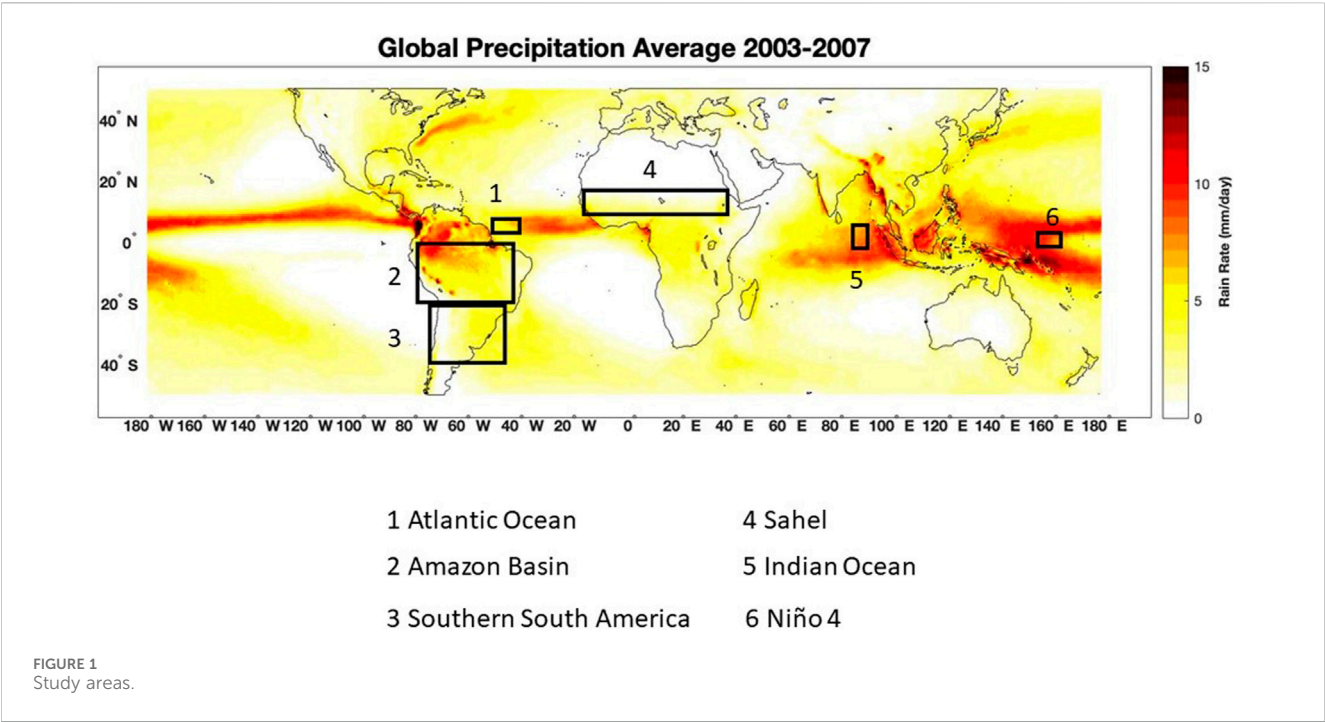 Global Precipitation Average 2003-2007
15
40° N
4
20° N
1
10
6
0°
2
5
5
20° S
3
40° S
0
Rain Rate (mm/day)
180° W 160° W 140° W 120° W 100° W 80° W 60° W 40° W 20° W 0° 20° E 40° E 60° E 80° E 100° E 120° E 140° E 160° E 180° E
1 Atlantic Ocean
4 Sahel
2 Amazon Basin
5 Indian Ocean
3 Southern South America
6 Niño 4
FIGURE 1
Study areas.